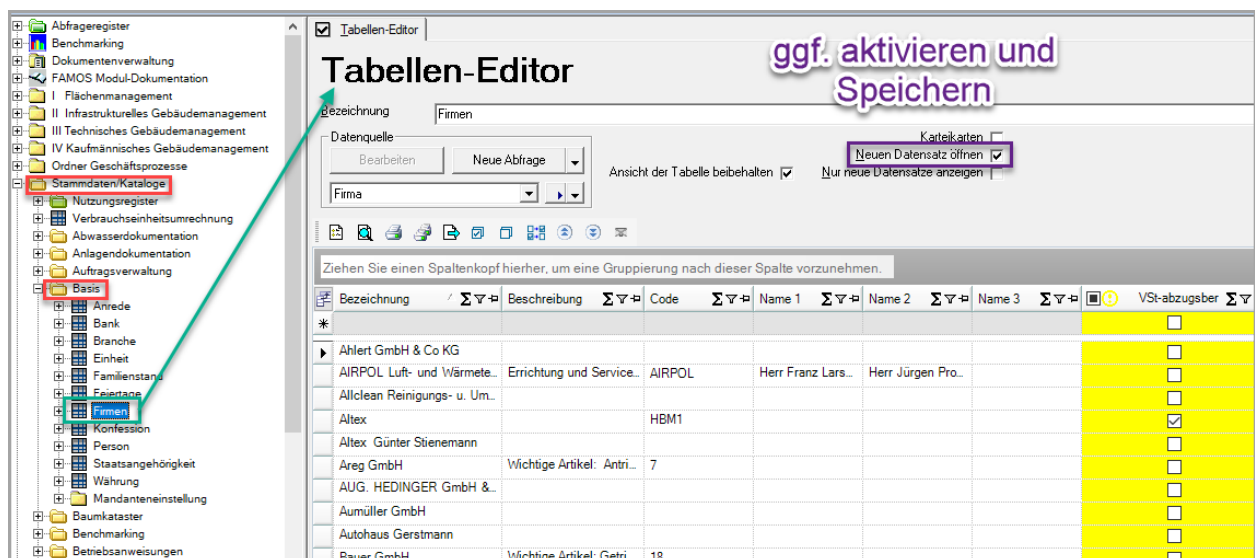 Abfrageregister
Benchmarking
Dokumentenverwaltung
FAMOS Modul-Dokumentation
I Flächenmanagement
II Infrastrukturelles Gebäudemanagement
III Technisches Gebäudemanagement
IV Kaufmännisches Gebäudemanagement
Ordner Geschäftsprozesse
Stammdaten/Kataloge
Nutzungsregister
Verbrauchseinheitsumrechnung
Abwasserdokumentation
Anlagendokumentation
Auftragsverwaltung
Basis
Anrede
Bank
Branche
Einheit
Familienstand
Feiertage
Firmen
Konfession
Person
Staatsangehörigkeit
Währung
Mandanteneinstellung
Baumkataster
Benchmarking
Betriebsanweisungen
Tabellen-Editor
Tabellen-Editor
ggf. aktivieren und
Speichern
Bezeichnung Firmen
Datenquelle
Bearbeiten Neue Abfrage
Firma
Karteikarten
Neuen Datensatz öffnen
Ansicht der Tabelle beibehalten Nur neue Datensätze anzeigen
Ziehen Sie einen Spaltenkopf hierher, um eine Gruppierung nach dieser Spalte vorzunehmen.
Bezeichnung Beschreibung Code Name 1 Name 2 Name 3 VSt-abzugsber
Ahlert GmbH & Co KG
AIRPOL Luft- und Wärmete... Errichtung und Service... AIRPOL Herr Franz Lars... Herr Jürgen Pro...
Allclean Reinigungs- u. Um...
Altex HBM1
Altex Günter Stienemann
Areg GmbH Wichtige Artikel: Antri... 7
AUG. HEDINGER GmbH &...
Aumüller GmbH
Autohaus Gerstmann
Bauer GmbH Wichtige Artikel: Getri... 18